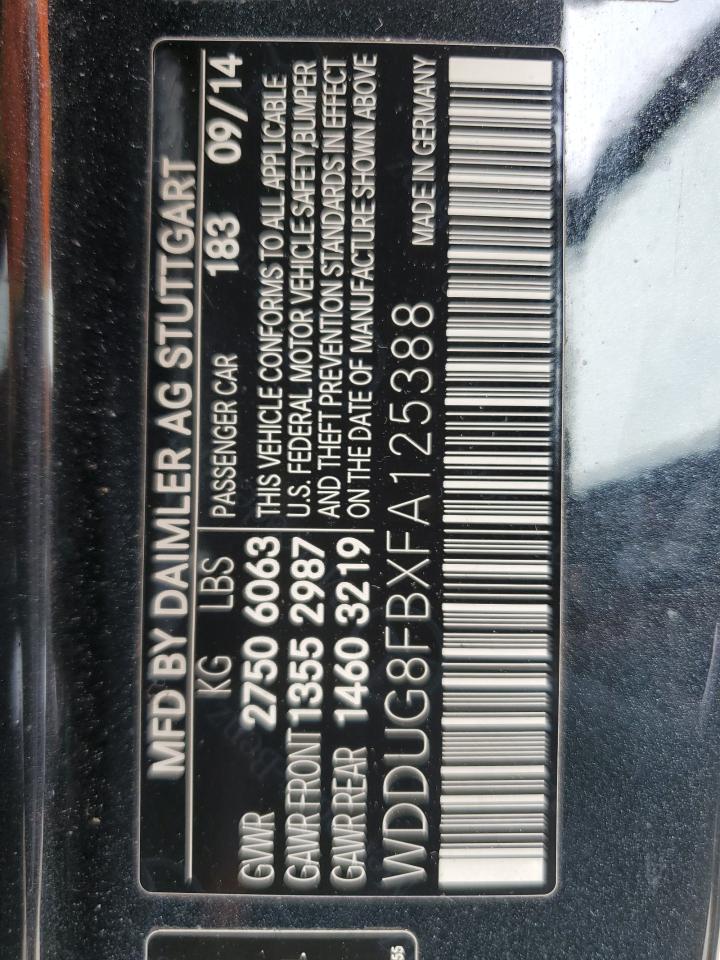 MFD BY DAIMLER AG STUTTGART
KG LBS
GVWR 2750 6063
GAWR FRONT 1355 2987
GAWR REAR 1460 3219
PASSENGER CAR 183 09/14
THIS VEHICLE CONFORMS TO ALL APPLICABLE
U.S. FEDERAL MOTOR VEHICLE SAFETY,BUMPER
AND THEFT PREVENTION STANDARDS IN EFFECT
ON THE DATE OF MANUFACTURE SHOWN ABOVE
WDDUG8FBXFA125388 MADE IN GERMANY
55